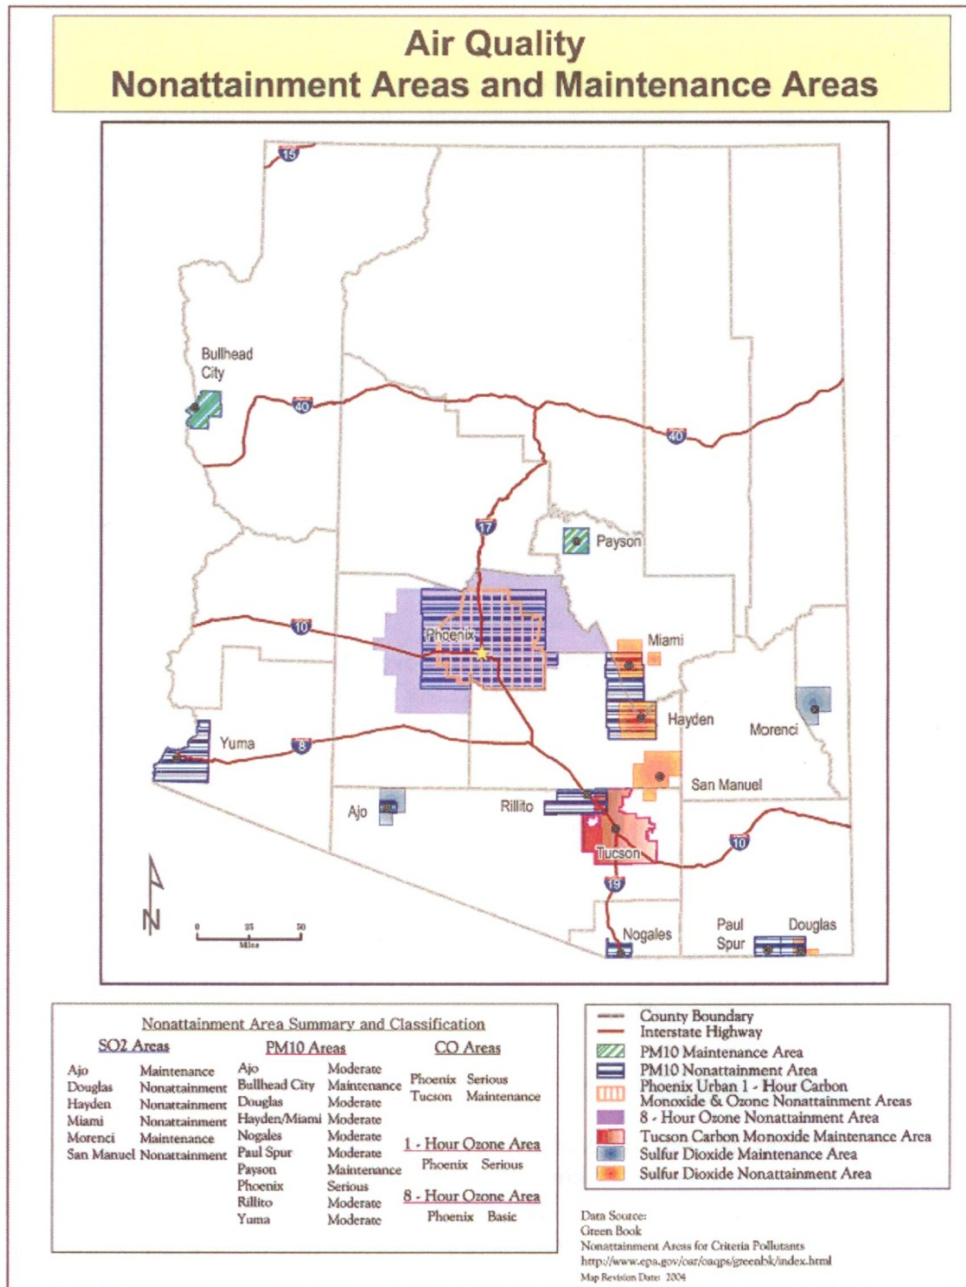 Air Quality
Nonattainment Areas and Maintenance Areas
15
Bullhead
City
40
40
17
Payson
10
Phoenix
Miami
Hayden
Morenci
Yuma
8
San Manuel
Ajo
Rillito
Tucson
10
19
N
0 25 50
Miles
Nogales
Paul
Spur
Douglas
Nonattainment Area Summary and Classification
SO2 Areas
Ajo Maintenance
Douglas Nonattainment
Hayden Nonattainment
Miami Nonattainment
Morenci Maintenance
San Manuel Nonattainment
PM10 Areas
Ajo Moderate
Bullhead City Maintenance
Douglas Moderate
Hayden/Miami Moderate
Nogales Moderate
Paul Spur Moderate
Payson Maintenance
Phoenix Serious
Rillito Moderate
Yuma Moderate
CO Areas
Phoenix Serious
Tucson Maintenance
1 - Hour Ozone Area
Phoenix Serious
8 - Hour Ozone Area
Phoenix Basic
County Boundary
Interstate Highway
PM10 Maintenance Area
PM10 Nonattainment Area
Phoenix Urban 1 - Hour Carbon
Monoxide & Ozone Nonattainment Areas
8 - Hour Ozone Nonattainment Area
Tucson Carbon Monoxide Maintenance Area
Sulfur Dioxide Maintenance Area
Sulfur Dioxide Nonattainment Area
Data Source:
Green Book
Nonattainment Areas for Criteria Pollutants
http://www.epa.gov/oar/oaqps/greenbk/index.html
Map Revision Date: 2004